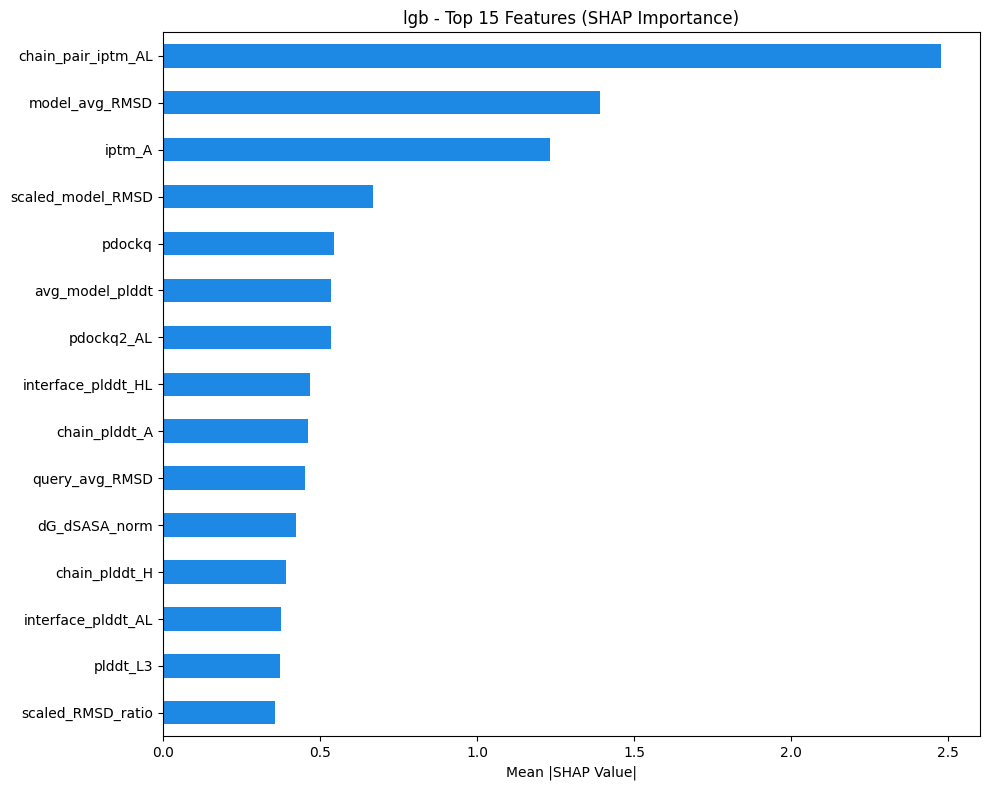 lgb - Top 15 Features (SHAP Importance)
chain_pair_iptm_AL
model_avg_RMSD
iptm_A
scaled_model_RMSD
pdockq
avg_model_plddt
pdockq2_AL
interface_plddt_HL
chain_plddt_A
query_avg_RMSD
dG_dSASA_norm
chain_plddt_H
interface_plddt_AL
plddt_L3
scaled_RMSD_ratio
0.0 0.5 1.0 1.5 2.0 2.5
Mean |SHAP Value|